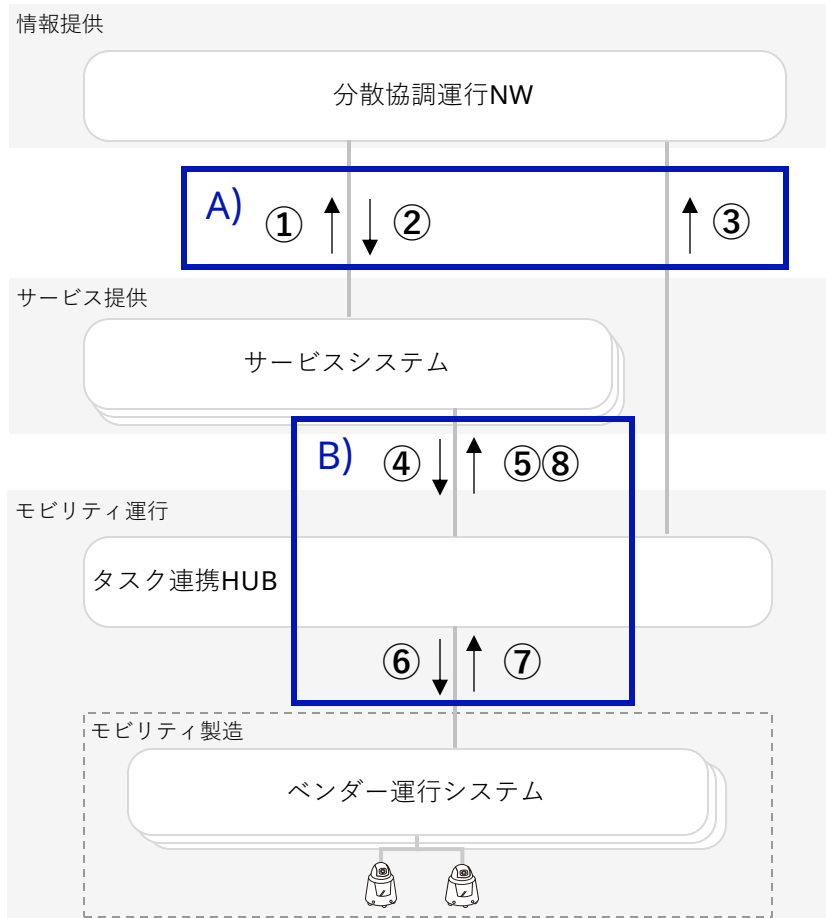 情報提供
分散協調運行NW
A) ① ② ③
サービス提供
サービスシステム
B) ④ ⑤⑧
モビリティ運行
タスク連携HUB
⑥ ⑦
モビリティ製造
ベンダー運行システム